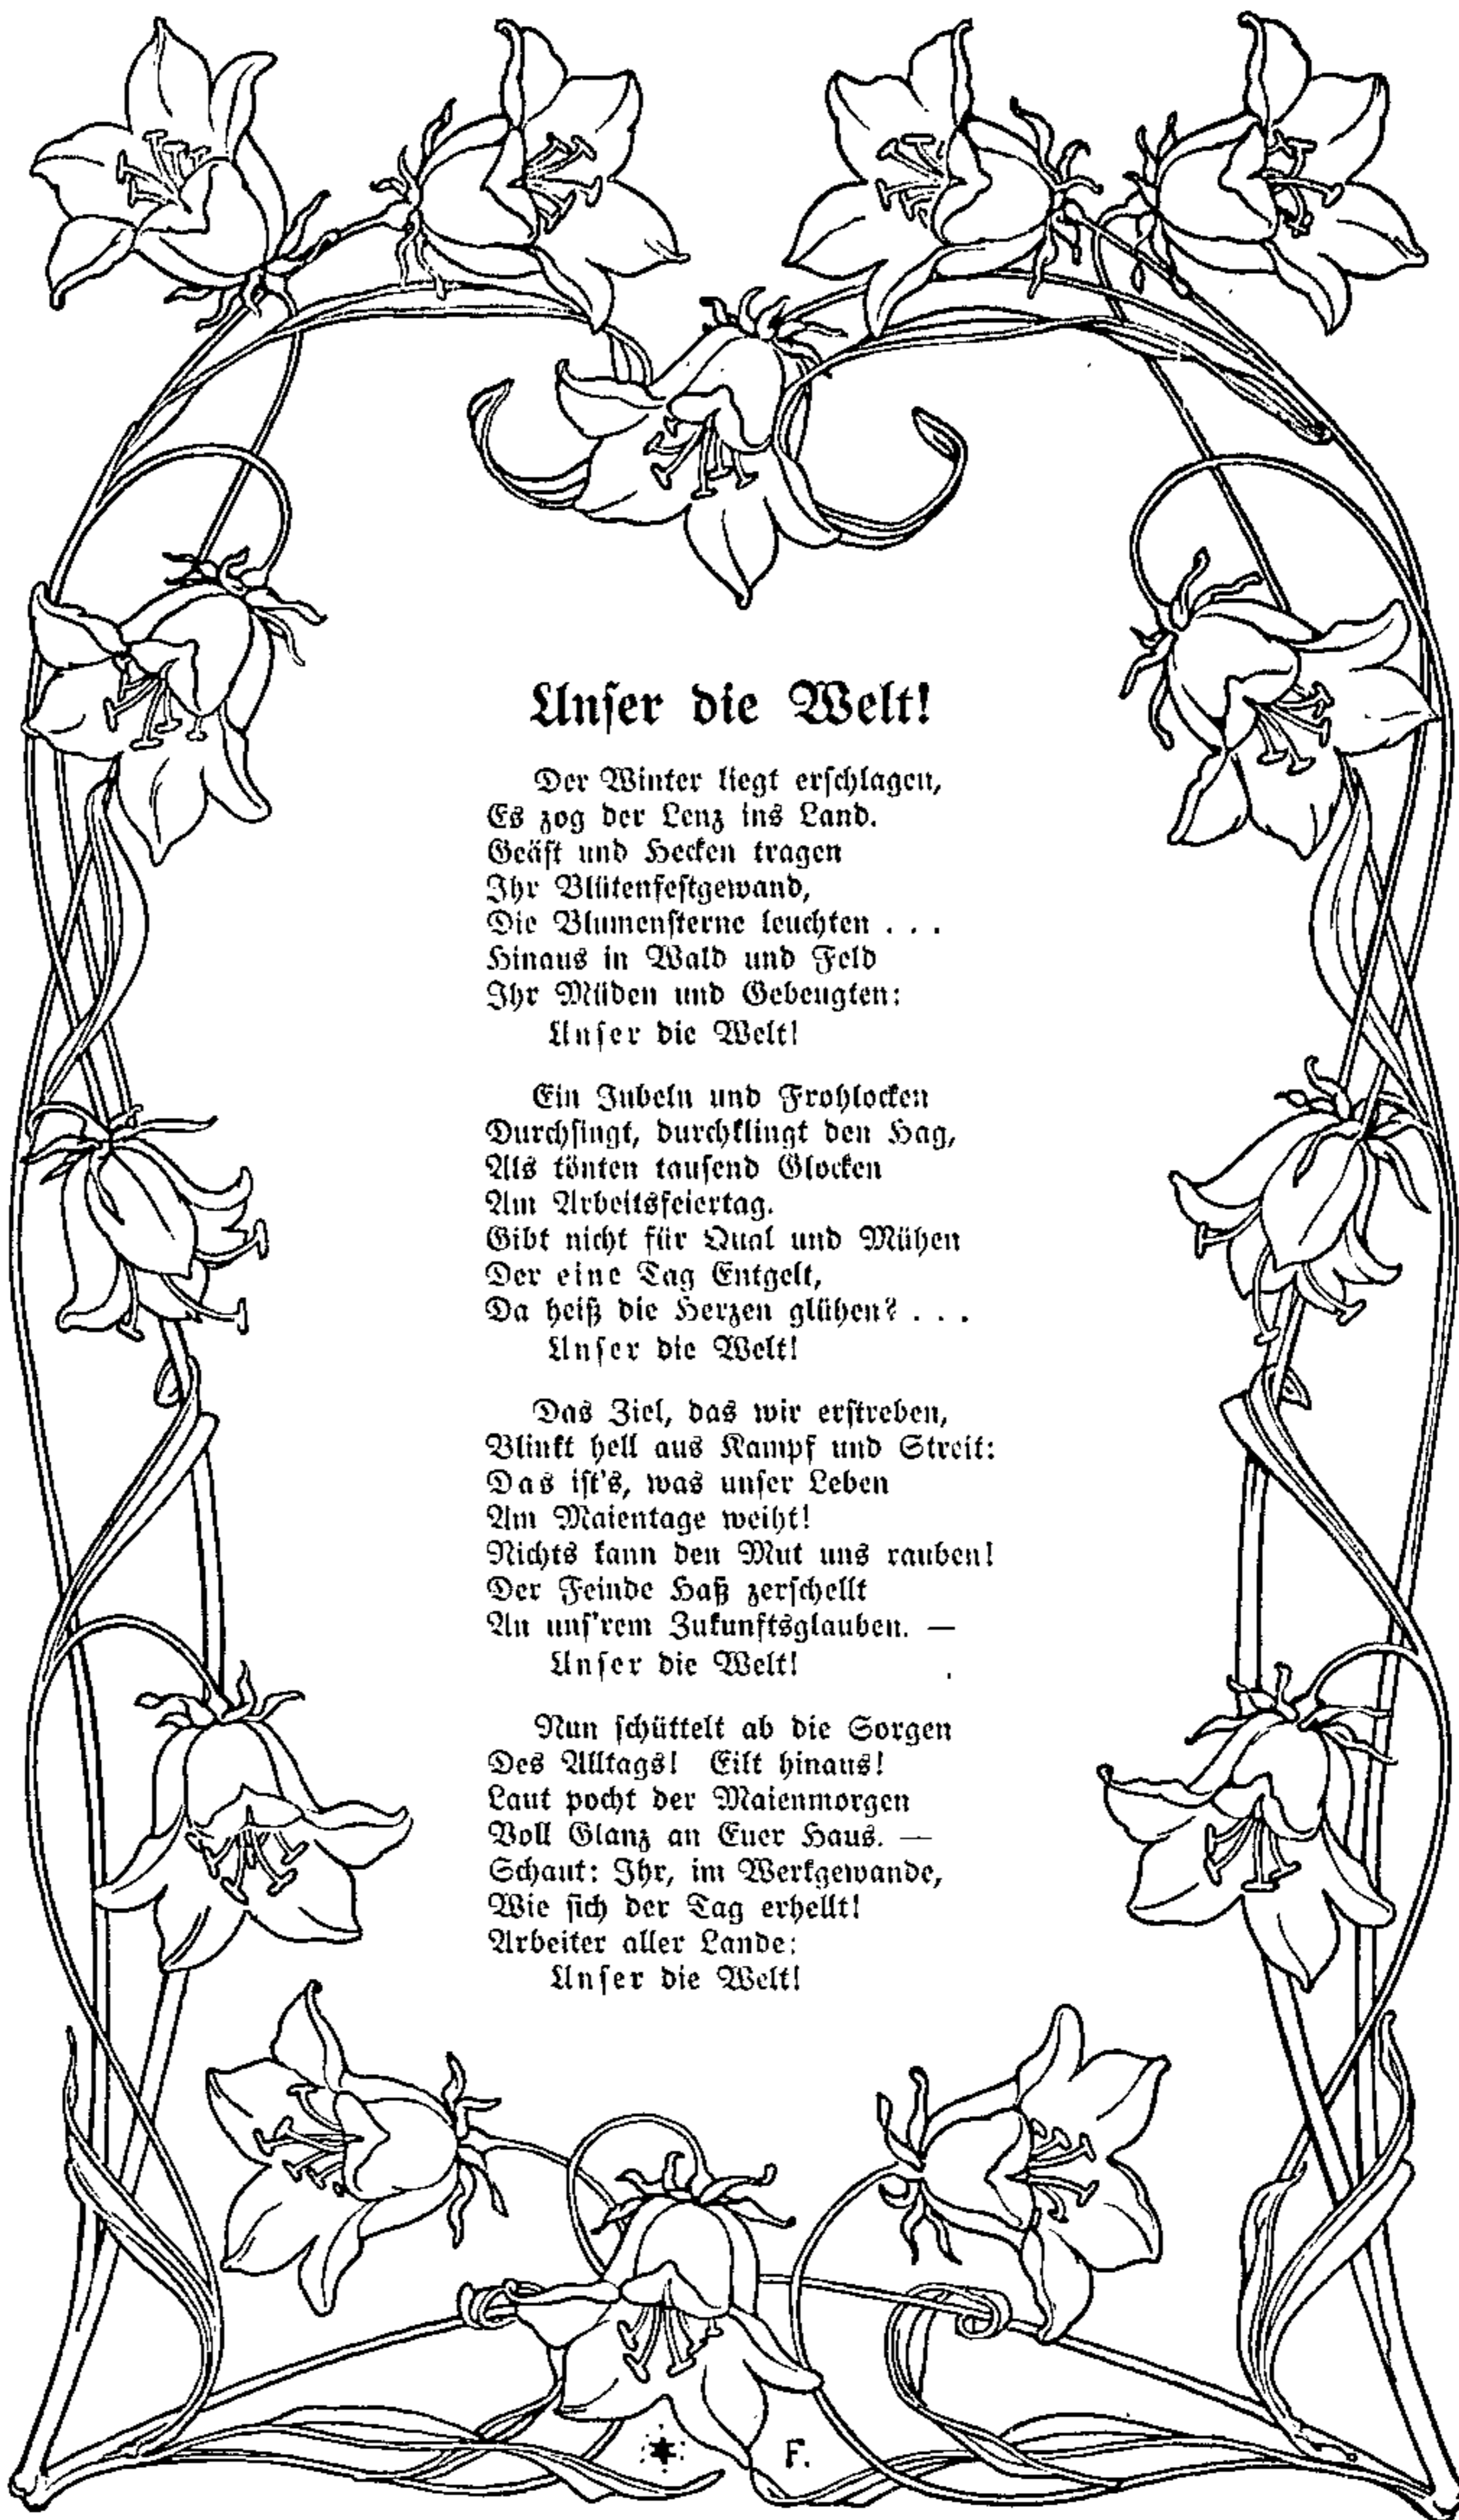 Unser die Welt!
Der Winter liegt erschlagen,
Es zog der Lenz ins Land.
Geäst und Hecken tragen
Ihr Blütenfestgewand,
Die Blumensterne leuchten . . .
Hinaus in Wald und Feld
Ihr Müden und Gebeugten:
Unser die Welt!
Ein Jubeln und Frohlocken
Durchsingt, durchklingt den Hag,
Als tönten tausend Glocken
Am Arbeitsfeiertag.
Gibt nicht für Qual und Mühen
Der eine Tag Entgelt,
Da heiß die Herzen glühen? . . .
Unser die Welt!
Das Ziel, das wir erstreben,
Blinkt hell aus Kampf und Streit:
Das ist's, was unser Leben
Am Maientage weiht!
Nichts kann den Mut uns rauben!
Der Feinde Haß zerschellt
An uns'rem Zukunftsglauben. —
Unser die Welt!
Nun schüttelt ab die Sorgen
Des Alltags! Eilt hinaus!
Laut pocht der Maienmorgen
Voll Glanz an Euer Haus. —
Schaut: Ihr, im Werkgewande,
Wie sich der Tag erhellt!
Arbeiter aller Lande:
Unser die Welt!
F.